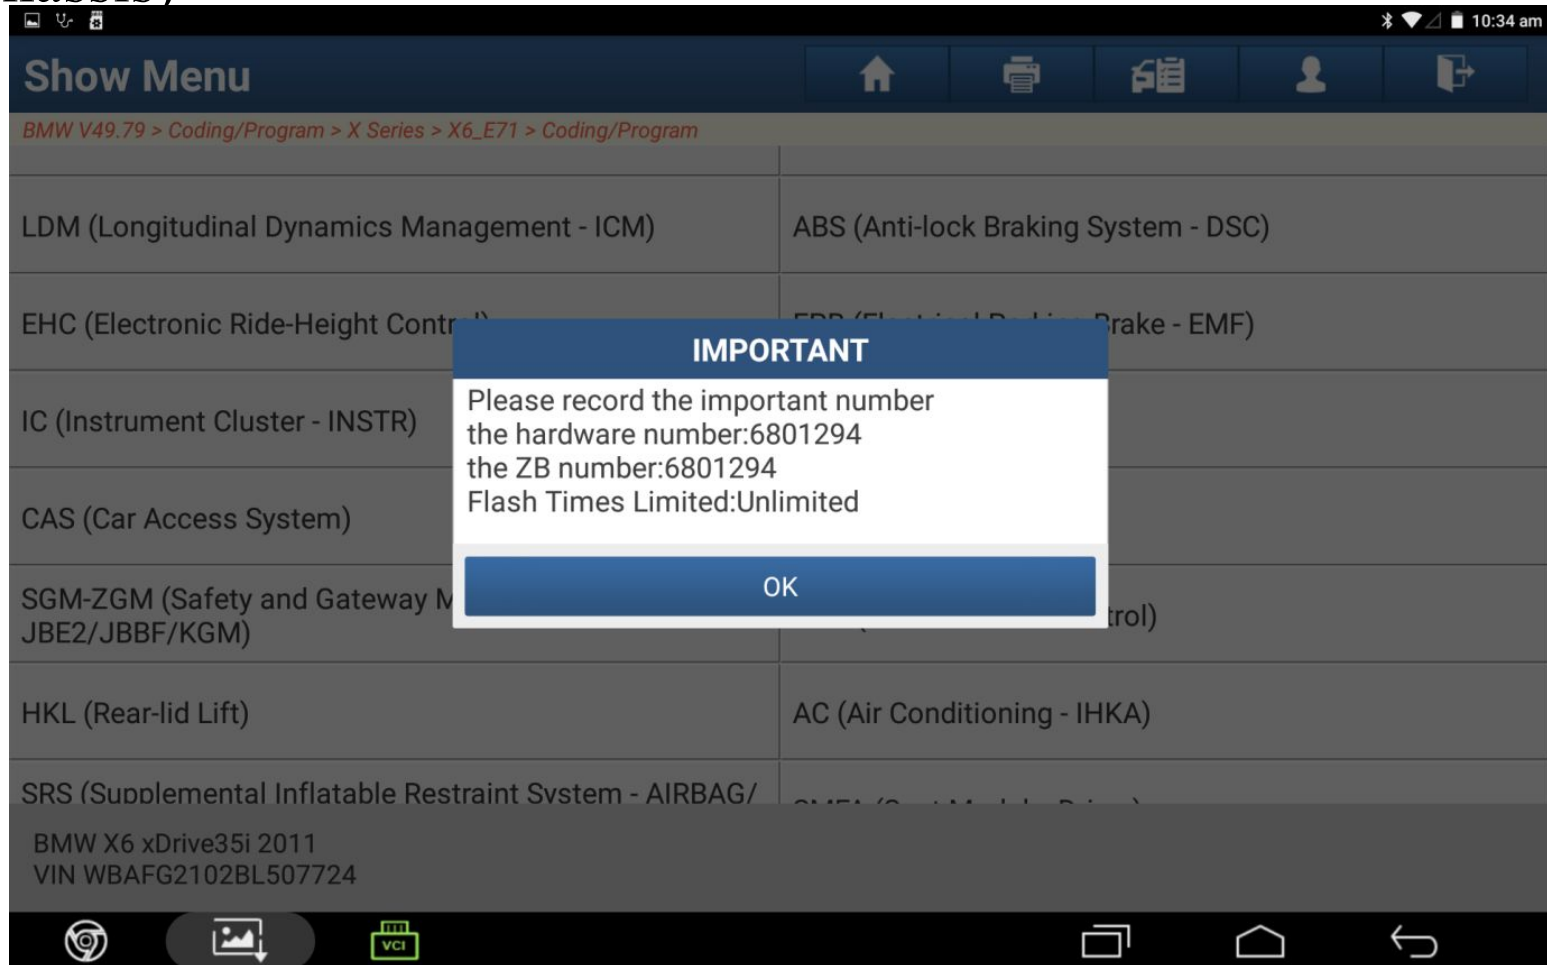 10:34 am
Show Menu
BMW V49.79 > Coding/Program > X Series > X6_E71 > Coding/Program
LDM (Longitudinal Dynamics Management - ICM)
ABS (Anti-lock Braking System - DSC)
EHC (Electronic Ride-Height
Brake - EMF)
IMPORTANT
Please record the important number
the hardware number:6801294
the ZB number:6801294
Flash Times Limited:Unlimited
OK
IC (Instrument Cluster - INSTR)
CAS (Car Access System)
SGM-ZGM (Safety and Gateway
JBE2/JBBF/KGM)
HKL (Rear-lid Lift)
AC (Air Conditioning - IHKA)
SRS (Supplemental Inflatable Restraint System - AIRBAG/
BMW X6 xDrive35i 2011
VIN WBAFG2102BL507724
VCI